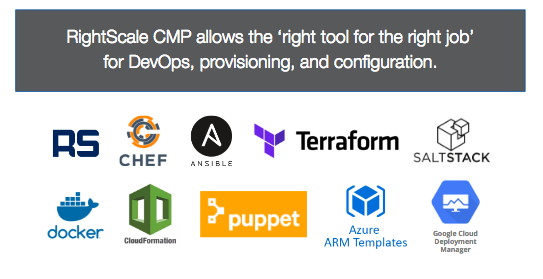 RightScale CMP allows the ‘right tool for the right job’
for DevOps, provisioning, and configuration.
RS
CHEF
ANSIBLE
Terraform
SALTSTACK
docker
CloudFormation
puppet
Azure
ARM Templates
Google Cloud
Deployment
Manager